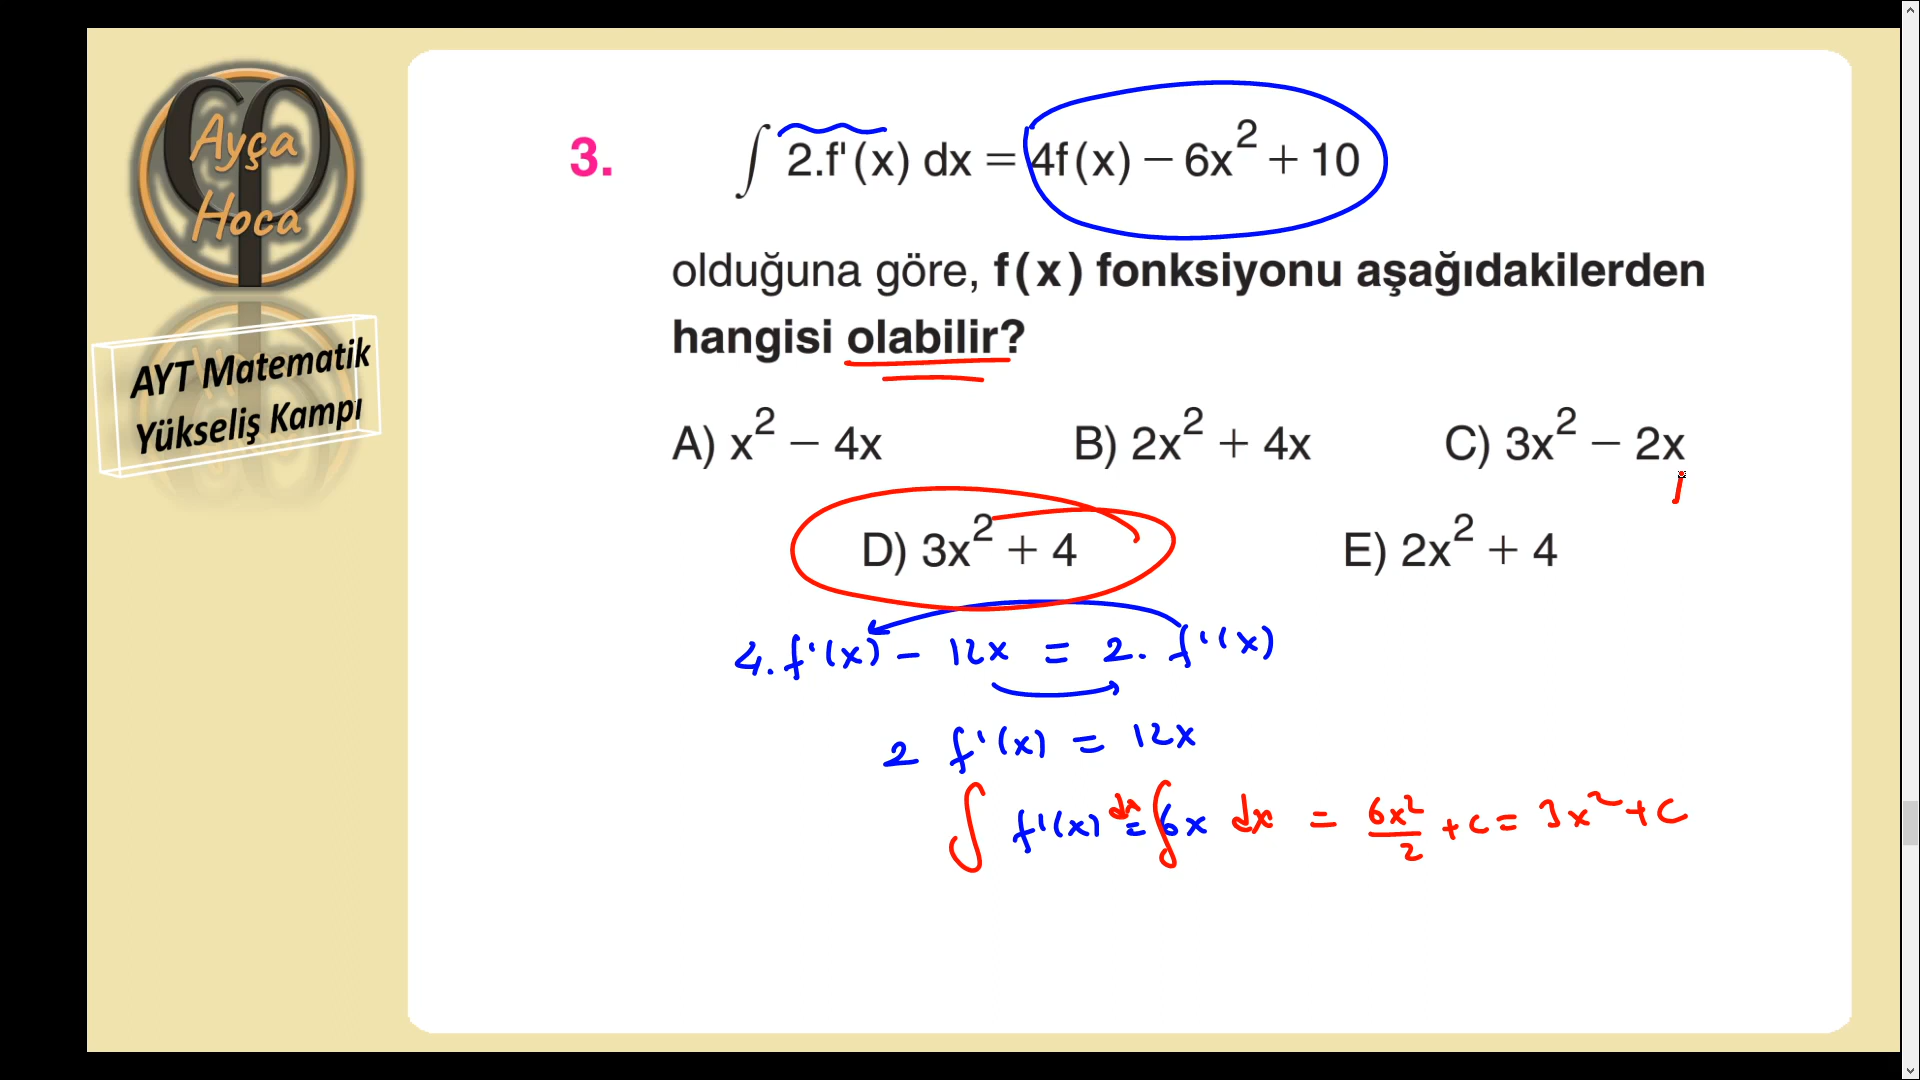 Ayça
Hoca
AYT Matematik
Yükseliş Kampı
3. ∫ 2.f'(x) dx = 4f(x) − 6x² + 10
olduğuna göre, f(x) fonksiyonu aşağıdakilerden
hangisi olabilir?
A) x² − 4x B) 2x² + 4x C) 3x² − 2x
D) 3x² + 4 E) 2x² + 4
4.f'(x) − 12x = 2. f'(x)
2 f'(x) = 12x
∫ f'(x) dx = ∫ 6x dx = 6x²/2 + c = 3x² + c